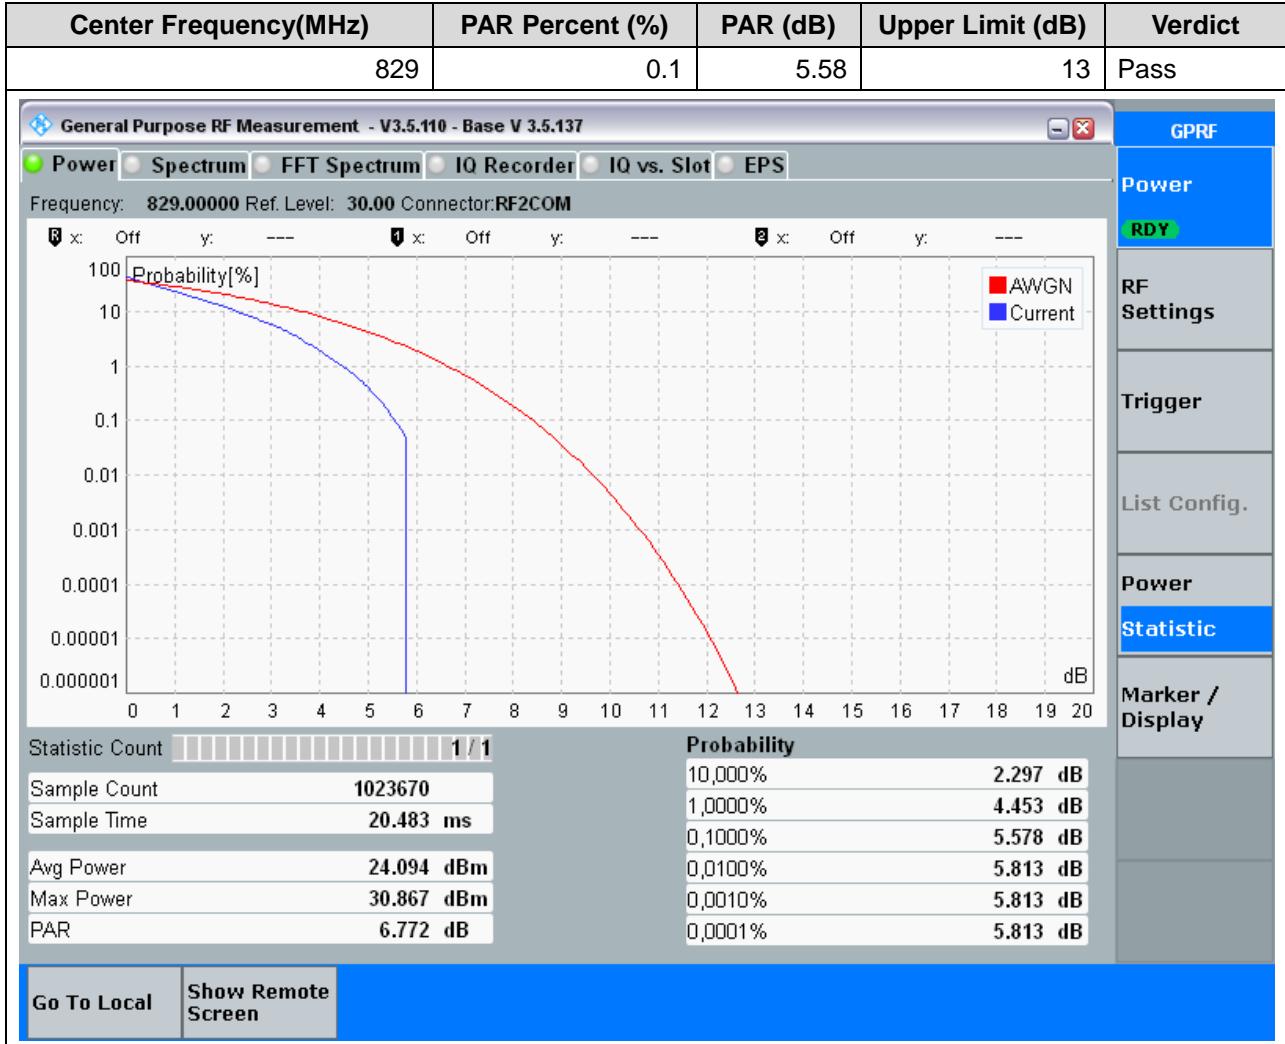 Center Frequency(MHz) PAR Percent (%) PAR (dB) Upper Limit (dB) Verdict
829 0.1 5.58 13 Pass
General Purpose RF Measurement - V3.5.110 - Base V 3.5.137
GPRF
Power Spectrum FFT Spectrum IQ Recorder IQ vs. Slot EPS
Frequency: 829.00000 Ref. Level: 30.00 Connector:RF2COM
R x: Off y: --- 1 x: Off y: --- 2 x: Off y: ---
Probability[%]
AWGN
Current
100
10
1
0.1
0.01
0.001
0.0001
0.00001
0.000001
dB
0 1 2 3 4 5 6 7 8 9 10 11 12 13 14 15 16 17 18 19 20
Statistic Count 1 / 1
Sample Count 1023670
Sample Time 20.483 ms
Avg Power 24.094 dBm
Max Power 30.867 dBm
PAR 6.772 dB
Probability
10,000% 2.297 dB
1,0000% 4.453 dB
0,1000% 5.578 dB
0,0100% 5.813 dB
0,0010% 5.813 dB
0,0001% 5.813 dB
Power
RDY
RF
Settings
Trigger
List Config.
Power
Statistic
Marker /
Display
Go To Local
Show Remote
Screen